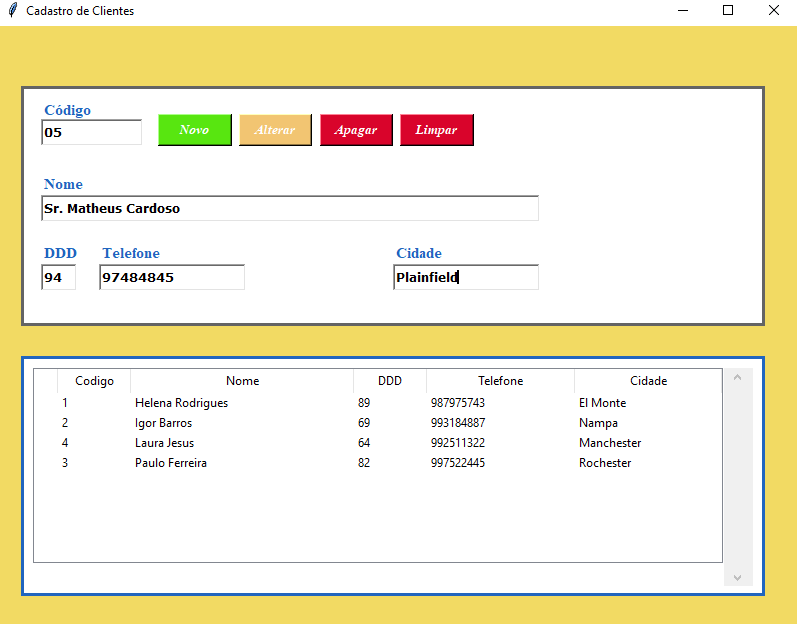 Cadastro de Clientes
Código
05
Novo Alterar Apagar Limpar
Nome
Sr. Matheus Cardoso
DDD Telefone Cidade
94 97484845 Plainfield
Codigo Nome DDD Telefone Cidade
1 Helena Rodrigues 89 987975743 El Monte
2 Igor Barros 69 993184887 Nampa
4 Laura Jesus 64 992511322 Manchester
3 Paulo Ferreira 82 997522445 Rochester